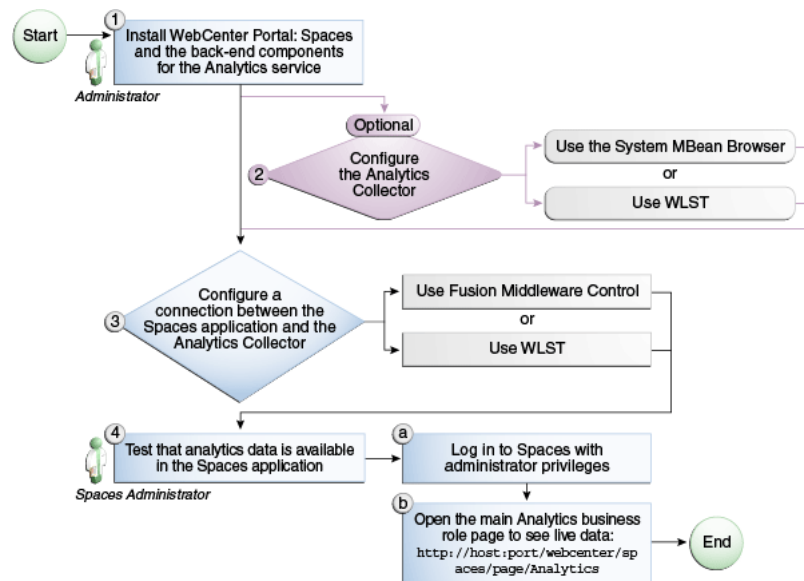 Start
1
Install WebCenter Portal: Spaces
and the back-end components
for the Analytics service
Administrator
Optional
2
Configure
the Analytics
Collector
Use the System MBean Browser
or
Use WLST
3
Configure a
connection between the
Spaces application and the
Analytics Collector
Use Fusion Middleware Control
or
Use WLST
4
Test that analytics data is available
in the Spaces application
Spaces Administrator
a
Log in to Spaces with
administrator privileges
b
Open the main Analytics business
role page to see live data:
http://host:port/webcenter/sp
aces/page/Analytics
End